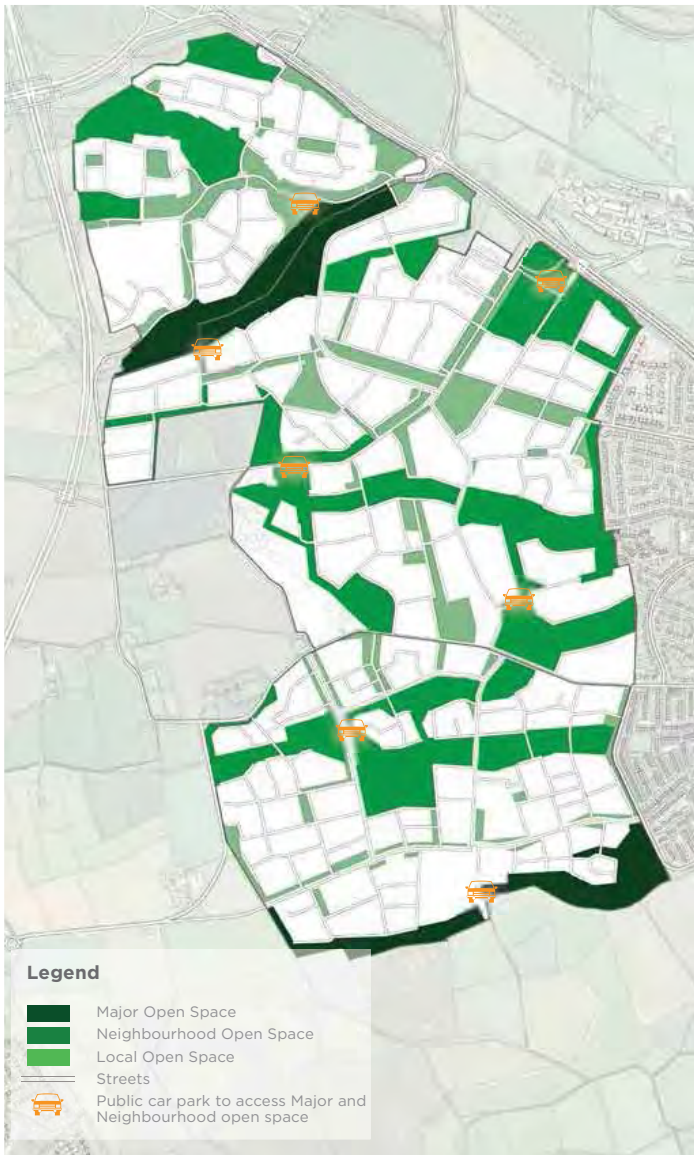 Legend
Major Open Space
Neighbourhood Open Space
Local Open Space
Streets
Public car park to access Major and
Neighbourhood open space